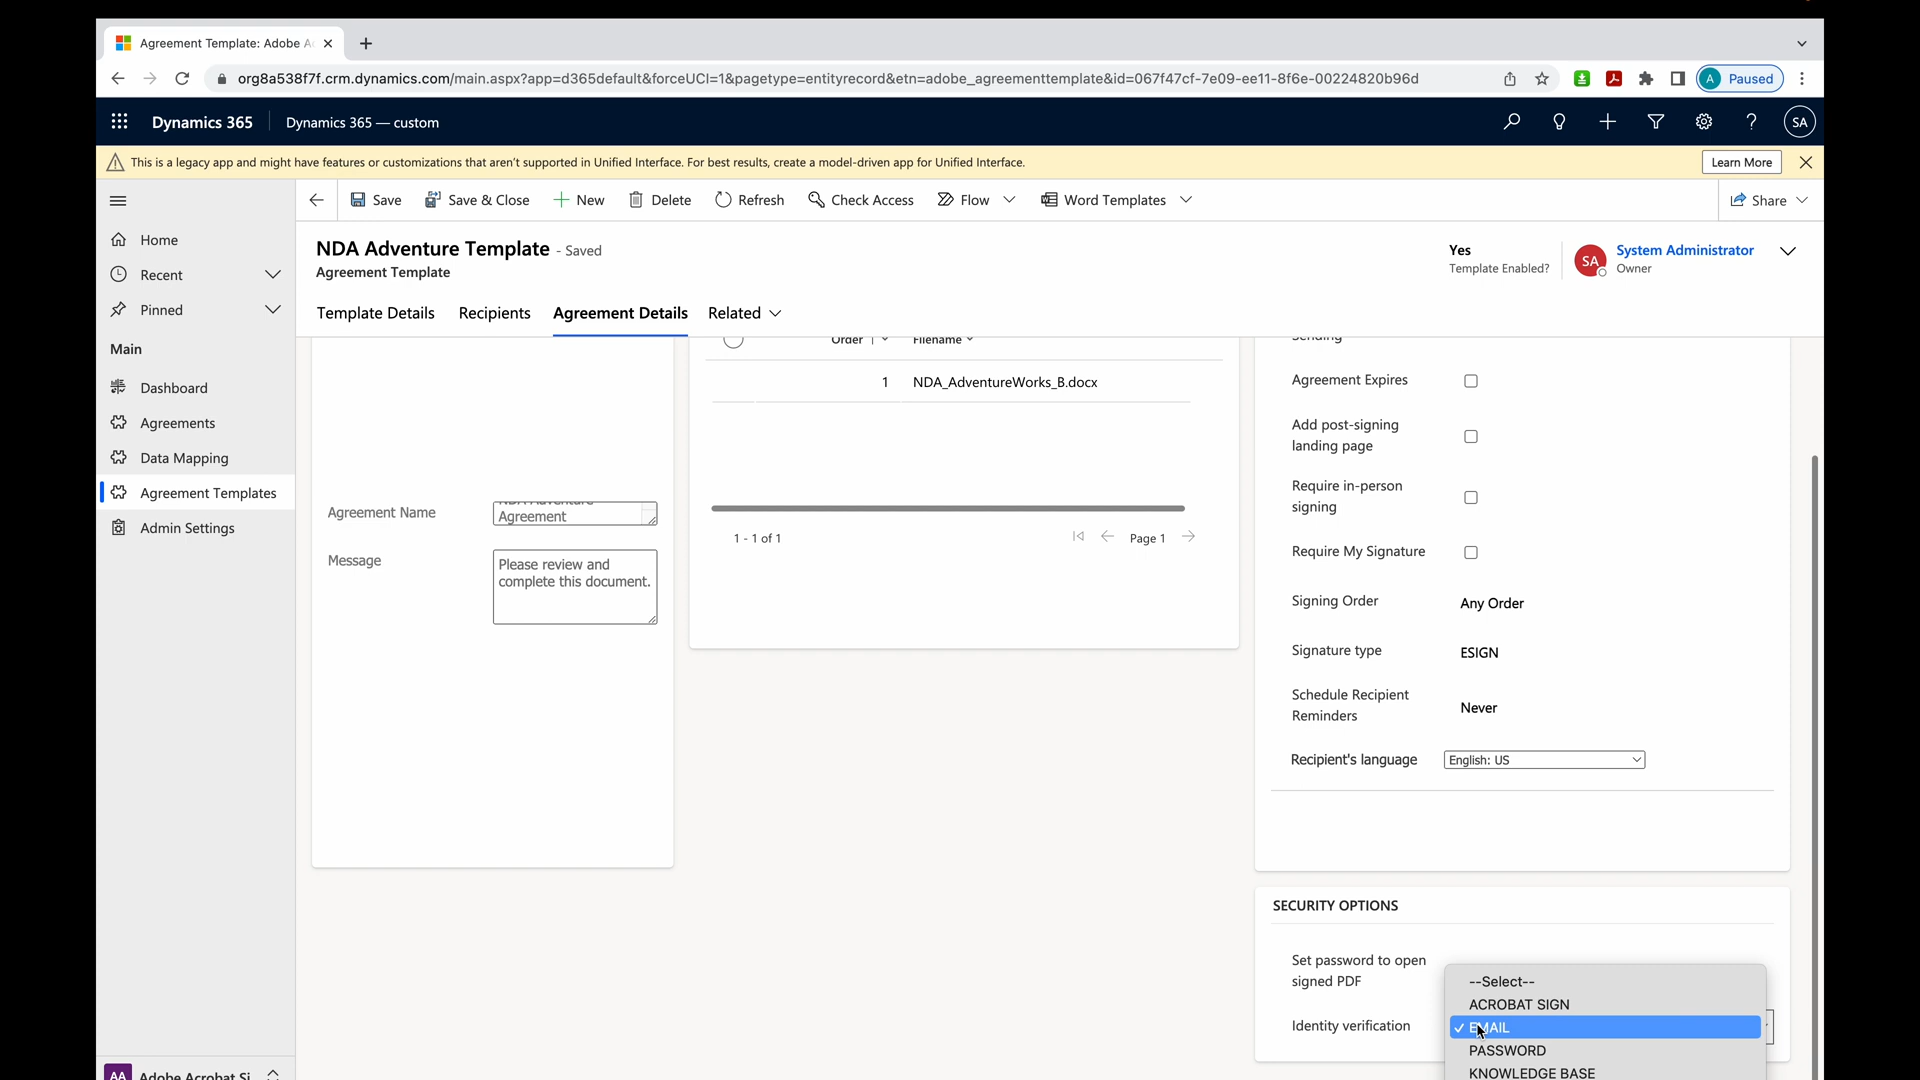 Agreement Template: Adobe A
org8a538f7f.crm.dynamics.com/main.aspx?app=d365default&forceUCI=1&pagetype=entityrecord&etn=adobe_agreementtemplate&id=067f47cf-7e09-ee11-8f6e-00224820b96d
A Paused
Dynamics 365
Dynamics 365 — custom
SA
This is a legacy app and might have features or customizations that aren't supported in Unified Interface. For best results, create a model-driven app for Unified Interface.
Learn More
Save
Save & Close
New
Delete
Refresh
Check Access
Flow
Word Templates
Share
Home
Recent
Pinned
Main
Dashboard
Agreements
Data Mapping
Agreement Templates
Admin Settings
AA Adobe Acrobat Si
NDA Adventure Template - Saved
Agreement Template
Yes
Template Enabled?
SA
System Administrator
Owner
Template Details
Recipients
Agreement Details
Related
Agreement Name
NDA Adventure
Agreement
Message
Please review and
complete this document.
Order
Filename
1
NDA_AdventureWorks_B.docx
1 - 1 of 1
Page 1
Sending
Agreement Expires
Add post-signing
landing page
Require in-person
signing
Require My Signature
Signing Order
Any Order
Signature type
ESIGN
Schedule Recipient
Reminders
Never
Recipient's language
English: US
SECURITY OPTIONS
Set password to open
signed PDF
Identity verification
--Select--
ACROBAT SIGN
EMAIL
PASSWORD
KNOWLEDGE BASE